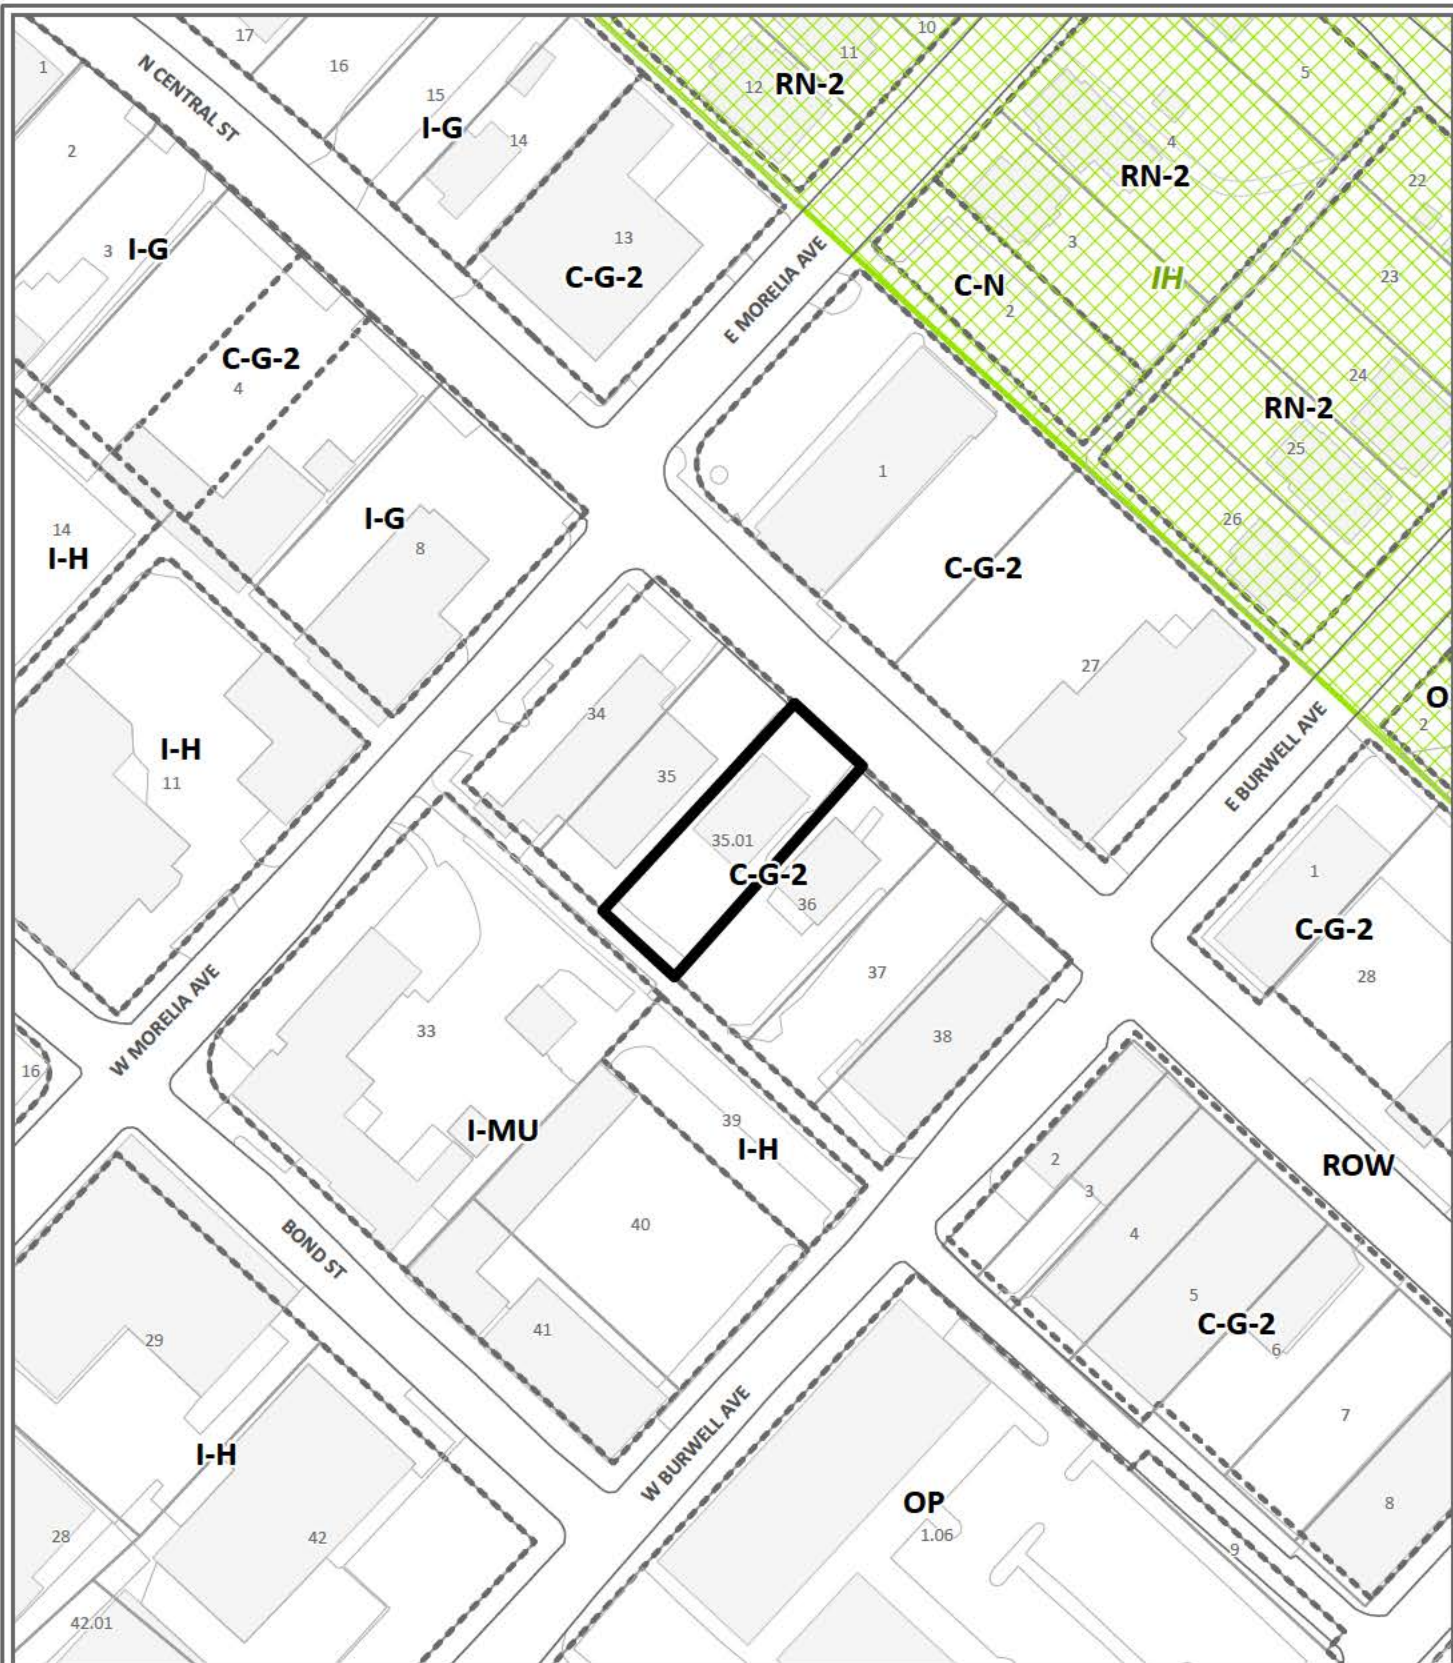 17
10
11
1
16
12
RN-2
5
N CENTRAL ST
15
I-G
14
4
RN-2
2
22
13
3
3
I-G
E MORELIA AVE
C-G-2
C-N
IH
23
2
C-G-2
4
24
RN-2
25
1
14
I-H
I-G
8
26
C-G-2
27
O
2
34
I-H
11
35
E BURWELL AVE
35.01
C-G-2
36
1
C-G-2
28
37
W MORELIA AVE
33
38
16
I-MU
39
I-H
2
3
ROW
40
4
BOND ST
5
C-G-2
6
41
29
7
W BURWELL AVE
I-H
OP
1.06
8
28
42
9
42.01